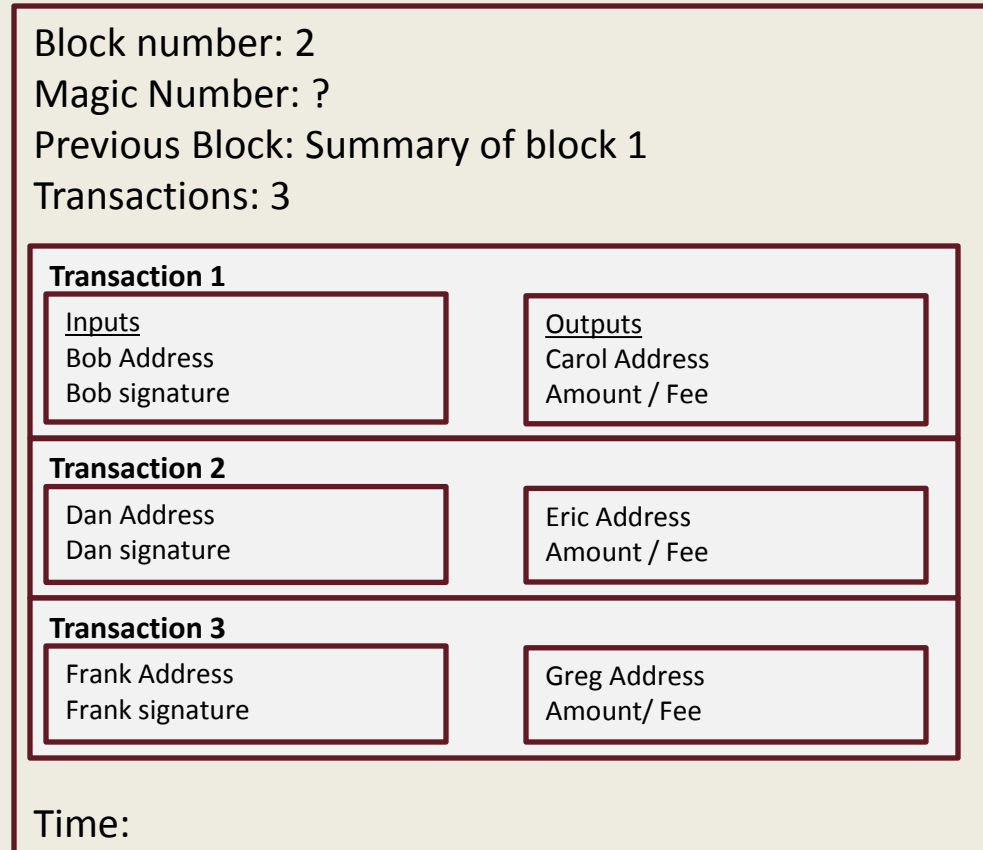 Block number: 2
Magic Number: ?
Previous Block: Summary of block 1
Transactions: 3
Transaction 1
Inputs
Bob Address
Bob signature
Outputs
Carol Address
Amount / Fee
Transaction 2
Dan Address
Dan signature
Eric Address
Amount / Fee
Transaction 3
Frank Address
Frank signature
Greg Address
Amount/ Fee
Time: